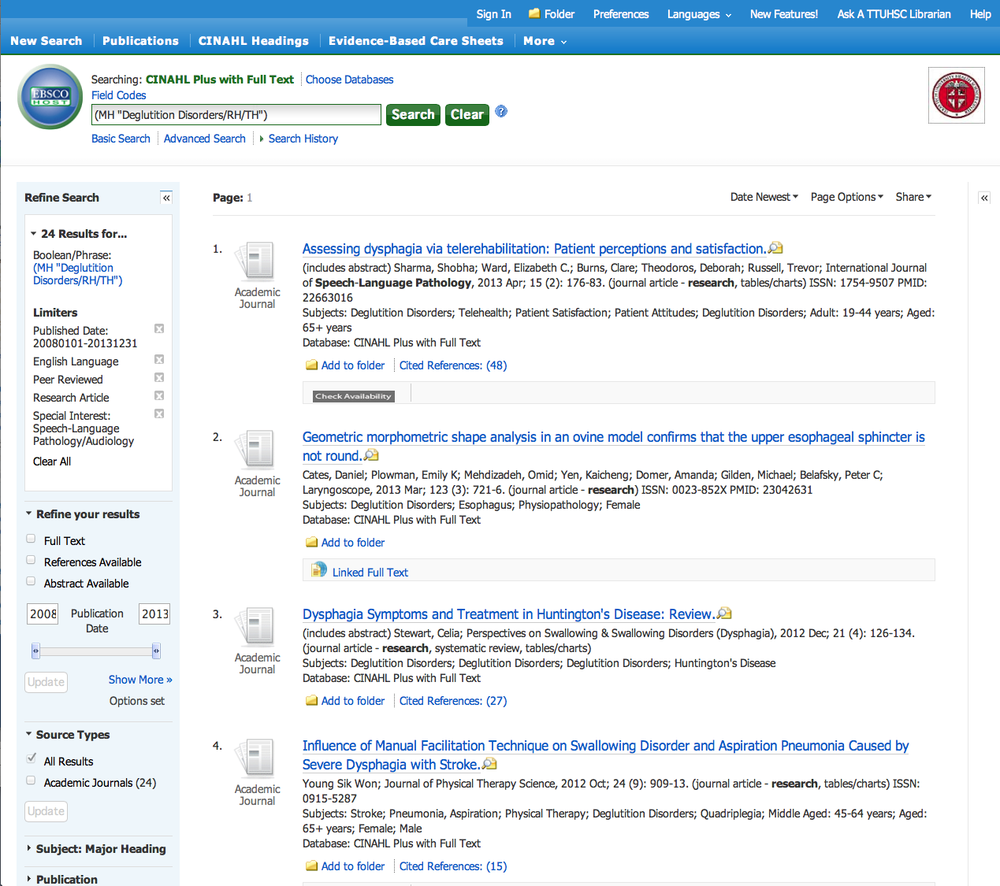 Sign In Folder Preferences Languages New Features! Ask A TTUHSC Librarian Help
New Search Publications CINAHL Headings Evidence-Based Care Sheets More
EBSCO
HOST
Searching: CINAHL Plus with Full Text Choose Databases
Field Codes
(MH "Deglutition Disorders/RH/TH")
Search Clear ?
Basic Search Advanced Search Search History
Refine Search «
24 Results for...
Boolean/Phrase:
(MH "Deglutition
Disorders/RH/TH")
Limiters
Published Date:
20080101-20131231
English Language
Peer Reviewed
Research Article
Special Interest:
Speech-Language
Pathology/Audiology
Clear All
Refine your results
Full Text
References Available
Abstract Available
2008 Publication 2013
Date
Update Show More »
Options set
Source Types
All Results
Academic Journals (24)
Update
Subject: Major Heading
Publication
Page: 1 Date Newest Page Options Share «
1. Assessing dysphagia via telerehabilitation: Patient perceptions and satisfaction.
Academic
Journal
(includes abstract) Sharma, Shobha; Ward, Elizabeth C.; Burns, Clare; Theodoros, Deborah; Russell, Trevor; International Journal
of Speech-Language Pathology, 2013 Apr; 15 (2): 176-83. (journal article - research, tables/charts) ISSN: 1754-9507 PMID:
22663016
Subjects: Deglutition Disorders; Telehealth; Patient Satisfaction; Patient Attitudes; Deglutition Disorders; Adult: 19-44 years; Aged:
65+ years
Database: CINAHL Plus with Full Text
Add to folder Cited References: (48)
Check Availability
2. Geometric morphometric shape analysis in an ovine model confirms that the upper esophageal sphincter is
not round.
Academic
Journal
Cates, Daniel; Plowman, Emily K; Mehdizadeh, Omid; Yen, Kaicheng; Domer, Amanda; Gilden, Michael; Belafsky, Peter C;
Laryngoscope, 2013 Mar; 123 (3): 721-6. (journal article - research) ISSN: 0023-852X PMID: 23042631
Subjects: Deglutition Disorders; Esophagus; Physiopathology; Female
Database: CINAHL Plus with Full Text
Add to folder
Linked Full Text
3. Dysphagia Symptoms and Treatment in Huntington's Disease: Review.
Academic
Journal
(includes abstract) Stewart, Celia; Perspectives on Swallowing & Swallowing Disorders (Dysphagia), 2012 Dec; 21 (4): 126-134.
(journal article - research, systematic review, tables/charts)
Subjects: Deglutition Disorders; Deglutition Disorders; Deglutition Disorders; Huntington's Disease
Database: CINAHL Plus with Full Text
Add to folder Cited References: (27)
4. Influence of Manual Facilitation Technique on Swallowing Disorder and Aspiration Pneumonia Caused by
Severe Dysphagia with Stroke.
Academic
Journal
Young Sik Won; Journal of Physical Therapy Science, 2012 Oct; 24 (9): 909-13. (journal article - research, tables/charts) ISSN:
0915-5287
Subjects: Stroke; Pneumonia, Aspiration; Physical Therapy; Deglutition Disorders; Quadriplegia; Middle Aged: 45-64 years; Aged:
65+ years; Female; Male
Database: CINAHL Plus with Full Text
Add to folder Cited References: (15)